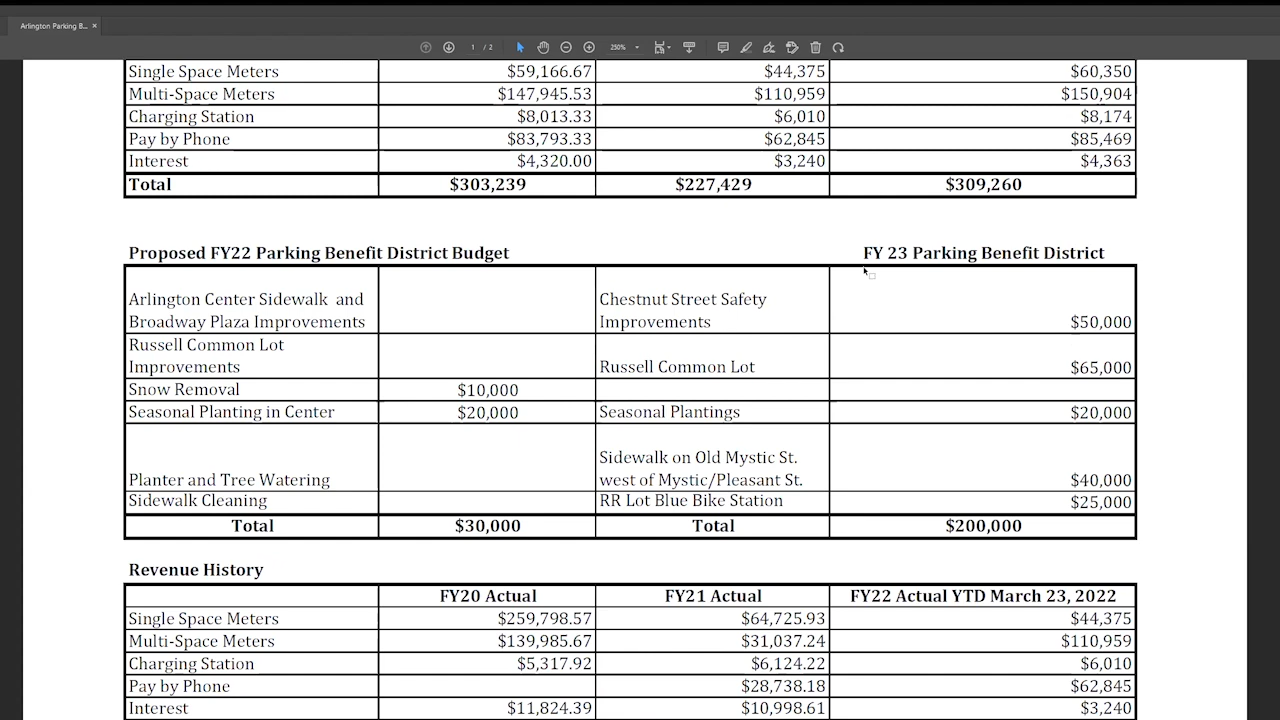 Arlington Parking B... ×
1 / 2 250%
Single Space Meters $59,166.67 $44,375 $60,350
Multi-Space Meters $147,945.53 $110,959 $150,904
Charging Station $8,013.33 $6,010 $8,174
Pay by Phone $83,793.33 $62,845 $85,469
Interest $4,320.00 $3,240 $4,363
Total $303,239 $227,429 $309,260
Proposed FY22 Parking Benefit District Budget FY 23 Parking Benefit District
Arlington Center Sidewalk and Chestnut Street Safety
Broadway Plaza Improvements Improvements $50,000
Russell Common Lot
Improvements Russell Common Lot $65,000
Snow Removal $10,000
Seasonal Planting in Center $20,000 Seasonal Plantings $20,000
Sidewalk on Old Mystic St.
Planter and Tree Watering west of Mystic/Pleasant St. $40,000
Sidewalk Cleaning RR Lot Blue Bike Station $25,000
Total $30,000 Total $200,000
Revenue History
FY20 Actual FY21 Actual FY22 Actual YTD March 23, 2022
Single Space Meters $259,798.57 $64,725.93 $44,375
Multi-Space Meters $139,985.67 $31,037.24 $110,959
Charging Station $5,317.92 $6,124.22 $6,010
Pay by Phone $28,738.18 $62,845
Interest $11,824.39 $10,998.61 $3,240